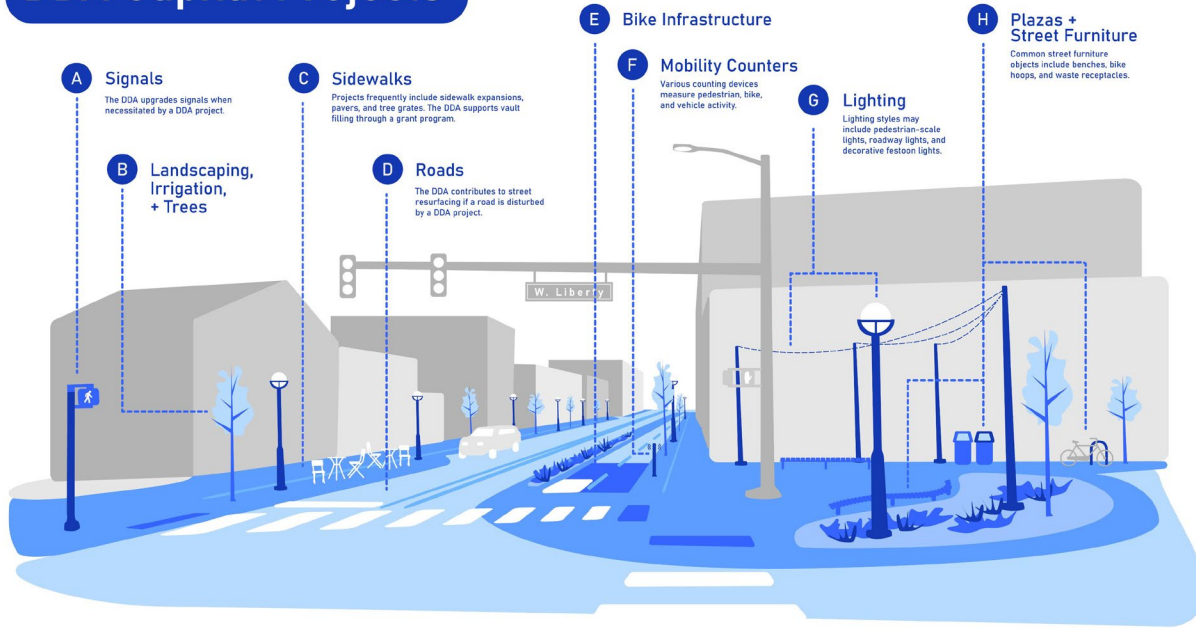 DDA Capital Projects
A Signals
The DDA upgrades signals when
necessitated by a DDA project.
B Landscaping,
Irrigation,
+ Trees
C Sidewalks
Projects frequently include sidewalk expansions,
pavers, and tree grates. The DDA supports vault
filling through a grant program.
D Roads
The DDA contributes to street
resurfacing if a road is disturbed
by a DDA project.
E Bike Infrastructure
F Mobility Counters
Various counting devices
measure pedestrian, bike,
and vehicle activity.
G Lighting
Lighting styles may
include pedestrian-scale
lights, roadway lights, and
decorative festoon lights.
H Plazas +
Street Furniture
Common street furniture
objects include benches, bike
hoops, and waste receptacles.
W. Liberty